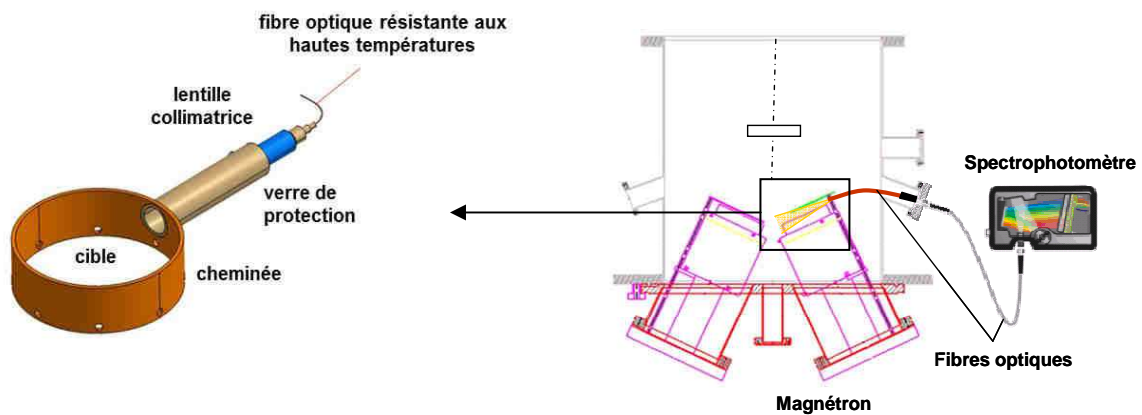 fibre optique résistante aux
hautes températures
lentille
collimatrice
verre de
protection
cible
cheminée
Spectrophotomètre
Fibres optiques
Magnétron